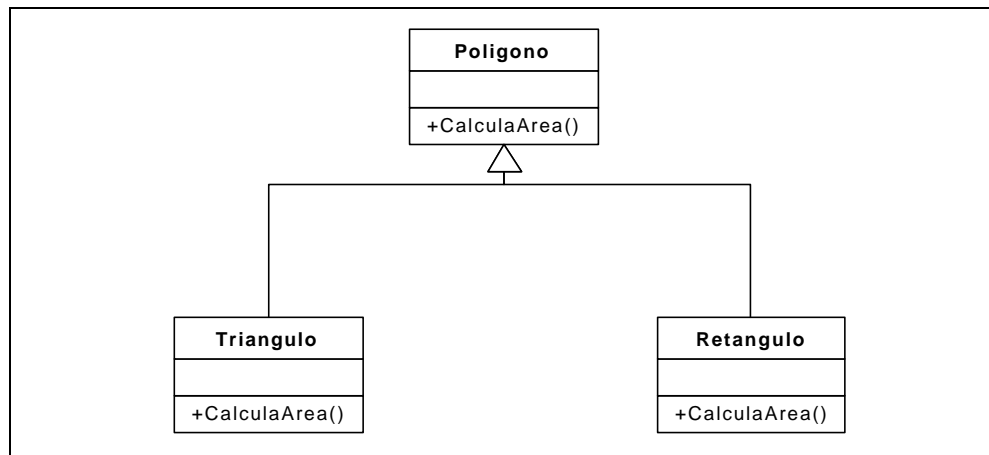 Poligono
+CalculaArea()
Triangulo
+CalculaArea()
Retangulo
+CalculaArea()